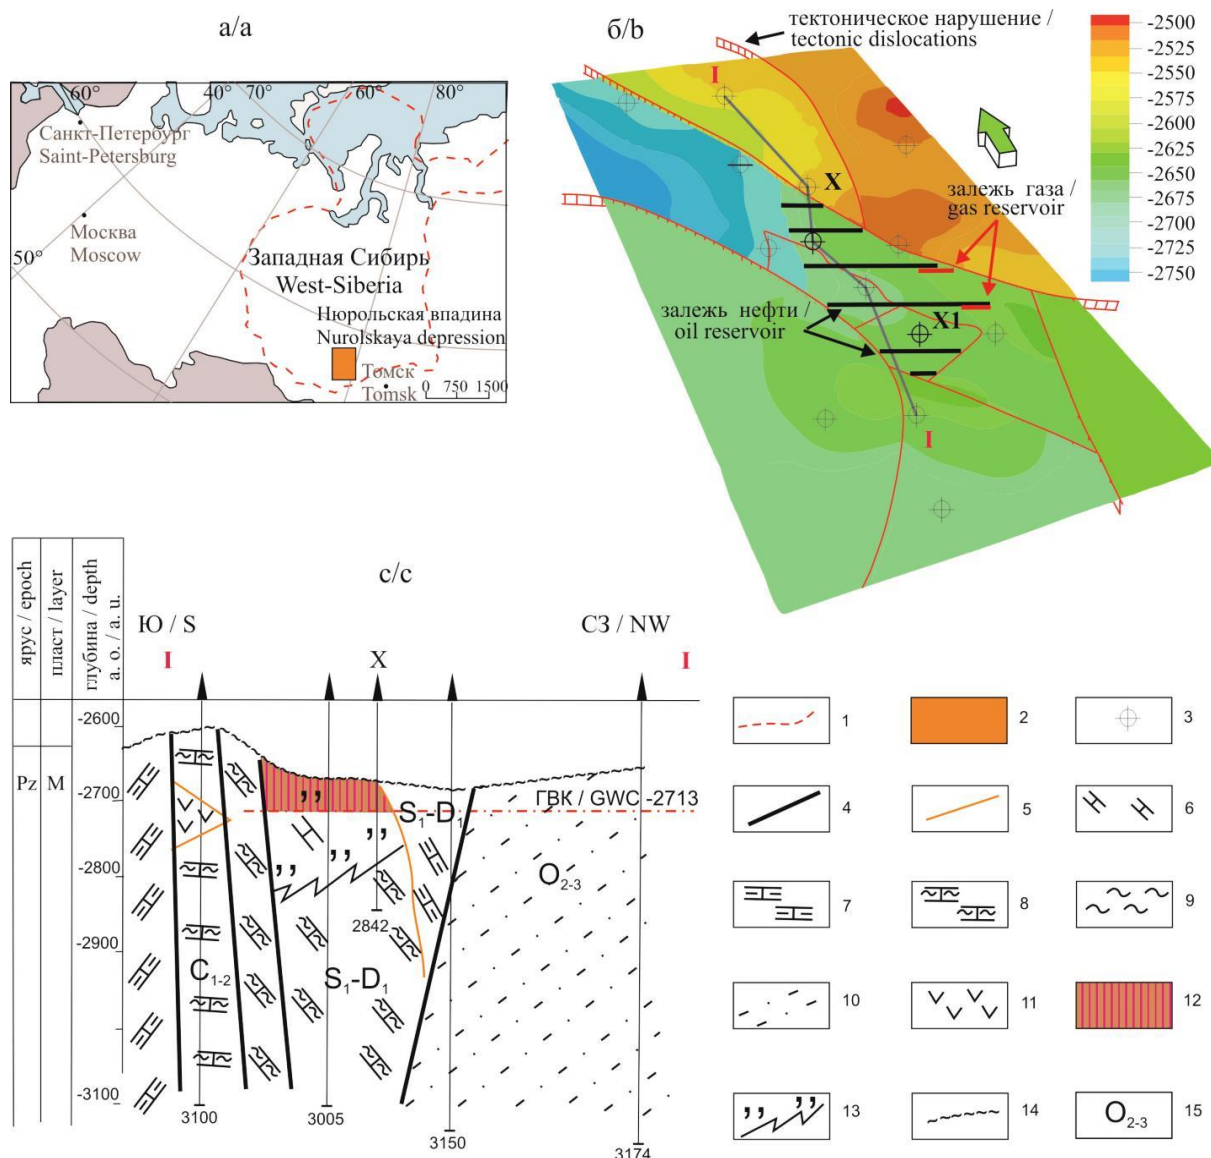 а/a
60°
40°
70°
60°
80°
Санкт-Петербург
Saint-Petersburg
Москва
Moscow
50°
Западная Сибирь
West-Siberia
Нюрольская впадина
Nurolskaya depression
Томск
Tomsk
0 750 1500
б/b
тектоническое нарушение /
tectonic dislocations
I
X
залежь газа /
gas reservoir
залежь нефти /
oil reservoir
X1
I
-2500
-2525
-2550
-2575
-2600
-2625
-2650
-2675
-2700
-2725
-2750
с/c
ярус / epoch
пласт / layer
глубина / depth
а. о. / a. u.
Ю / S
СЗ / NW
I
X
I
-2600
Pz
M
-2700
ГВК / GWC -2713
S1-D1
-2800
O2-3
2842
-2900
C1-2
S1-D1
-3100
3100
3005
3150
3174
1
2
3
4
5
6
7
8
9
10
11
12
13
14
O2-3
15